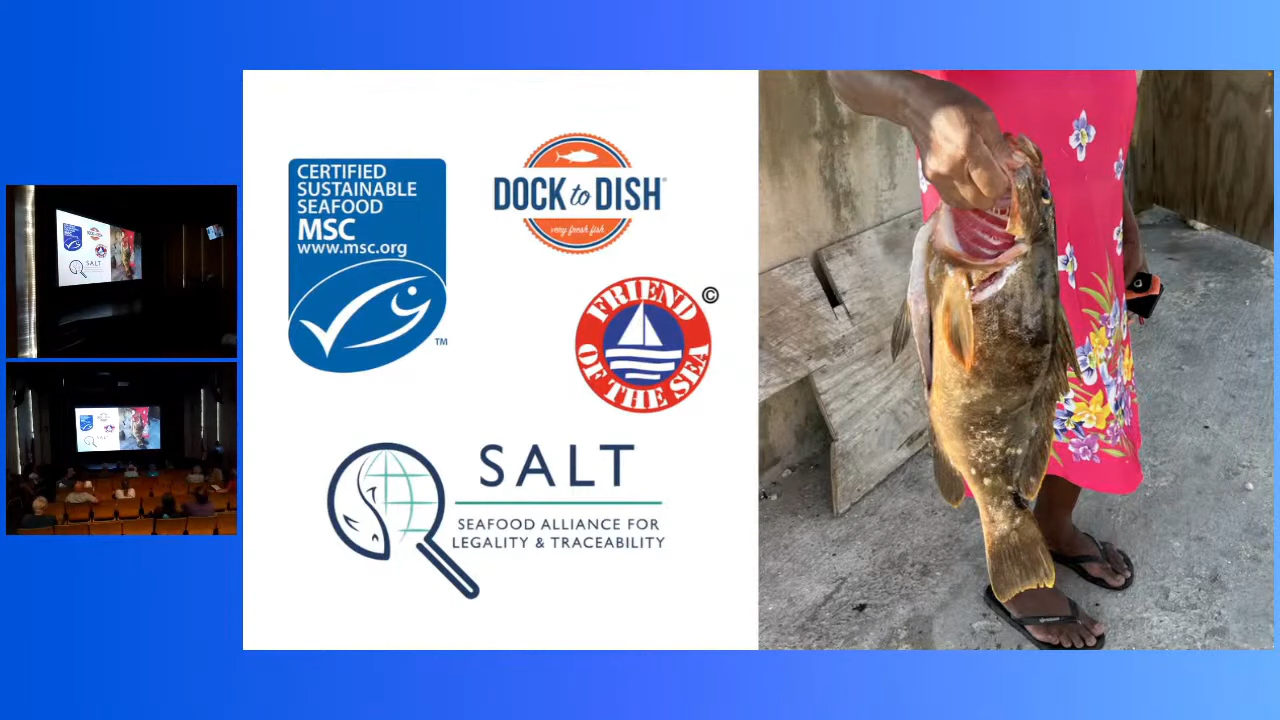 CERTIFIED
SUSTAINABLE
SEAFOOD
MSC
www.msc.org
TM
DOCK to DISH®
very fresh fish
FRIEND
OF THE SEA
©
SALT
SEAFOOD ALLIANCE FOR
LEGALITY & TRACEABILITY